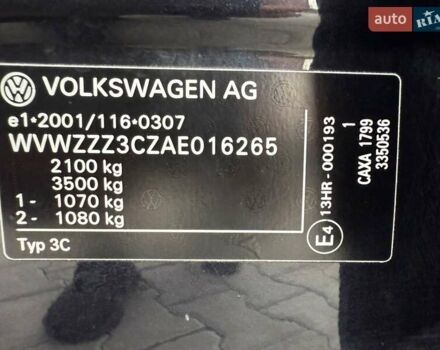 VOLKSWAGEN AG
e1*2001/116*0307
WVWZZZ3CZAE016265
2100 kg
3500 kg
1 - 1070 kg
2 - 1080 kg
Typ 3C
E4 13HR-000193
1
CAXA 1799
3350536
auto RIA